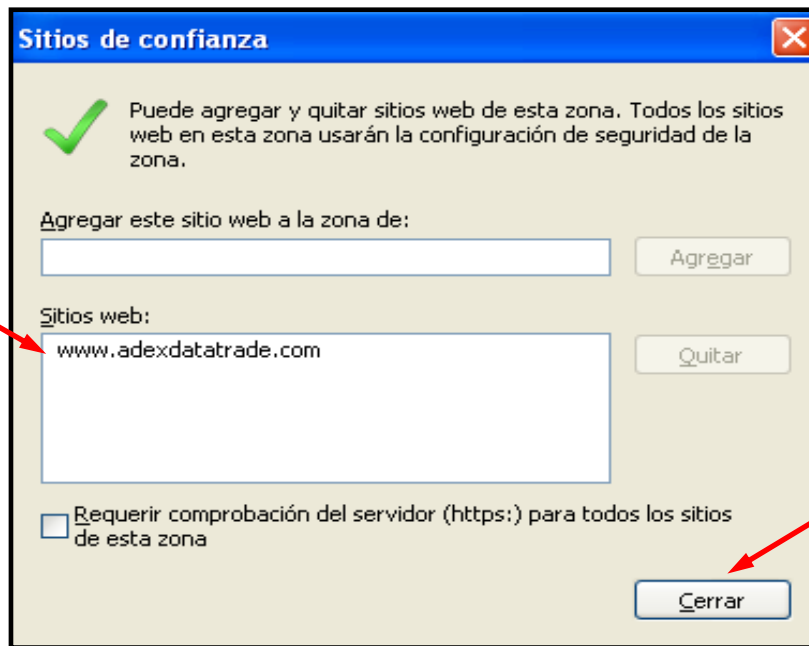 Sitios de confianza
Puede agregar y quitar sitios web de esta zona. Todos los sitios
web en esta zona usarán la configuración de seguridad de la
zona.
Agregar este sitio web a la zona de:
Agregar
Sitios web:
www.adexdatatrade.com
Quitar
Requerir comprobación del servidor (https:) para todos los sitios
de esta zona
Cerrar